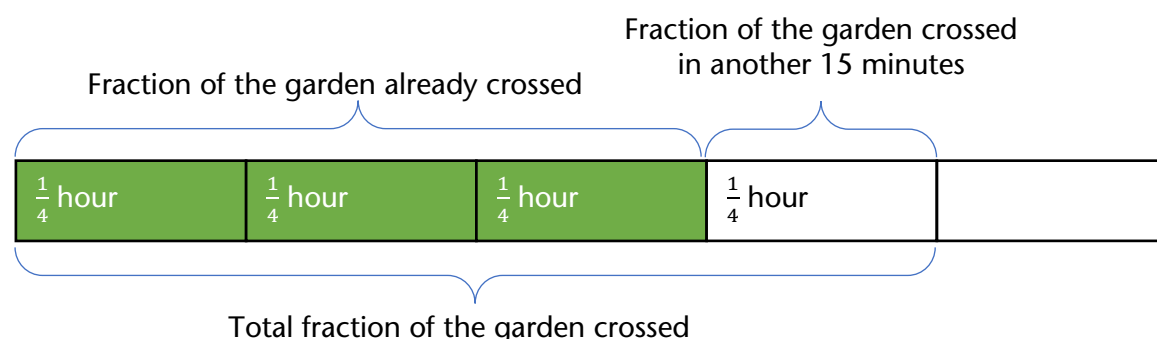 Fraction of the garden crossed
in another 15 minutes
Fraction of the garden already crossed
1/4 hour
1/4 hour
1/4 hour
1/4 hour
Total fraction of the garden crossed